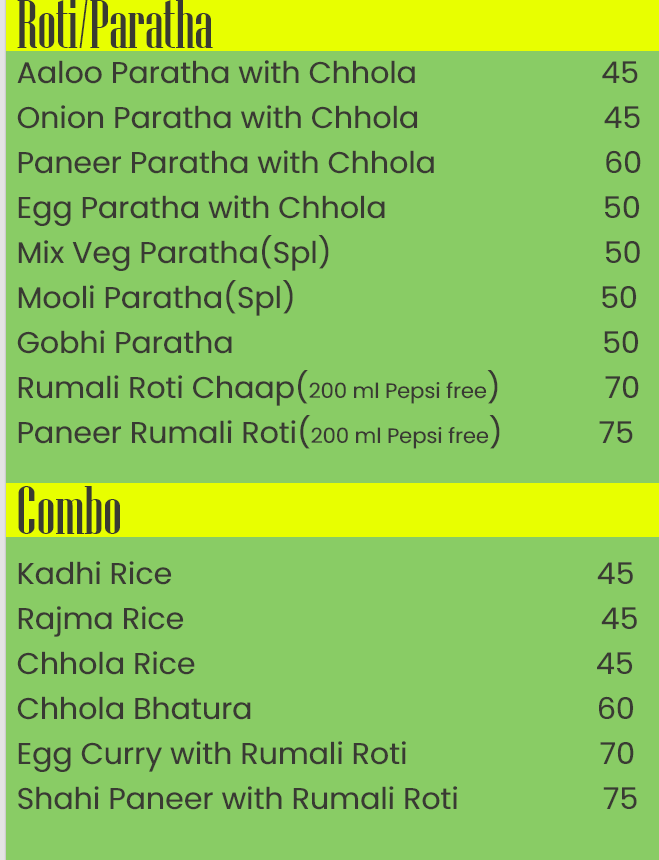 Roti/Paratha
Aaloo Paratha with Chhola 45
Onion Paratha with Chhola 45
Paneer Paratha with Chhola 60
Egg Paratha with Chhola 50
Mix Veg Paratha(Spl) 50
Mooli Paratha(Spl) 50
Gobhi Paratha 50
Rumali Roti Chaap(200 ml Pepsi free) 70
Paneer Rumali Roti(200 ml Pepsi free) 75
Combo
Kadhi Rice 45
Rajma Rice 45
Chhola Rice 45
Chhola Bhatura 60
Egg Curry with Rumali Roti 70
Shahi Paneer with Rumali Roti 75